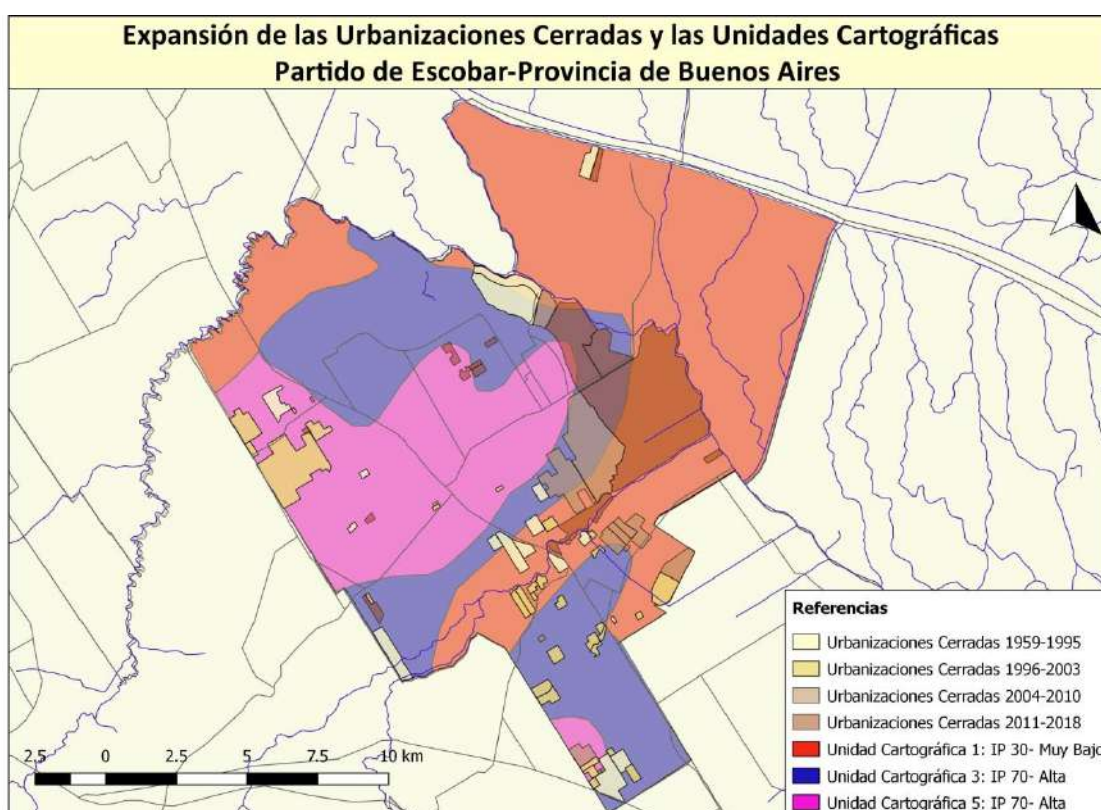 Expansión de las Urbanizaciones Cerradas y las Unidades Cartográficas
Partido de Escobar-Provincia de Buenos Aires
Referencias
Urbanizaciones Cerradas 1959-1995
Urbanizaciones Cerradas 1996-2003
Urbanizaciones Cerradas 2004-2010
Urbanizaciones Cerradas 2011-2018
Unidad Cartográfica 1: IP 30- Muy Bajo
Unidad Cartográfica 3: IP 70- Alta
Unidad Cartográfica 5: IP 70- Alta
2.5 0 2.5 5 7.5 10 km